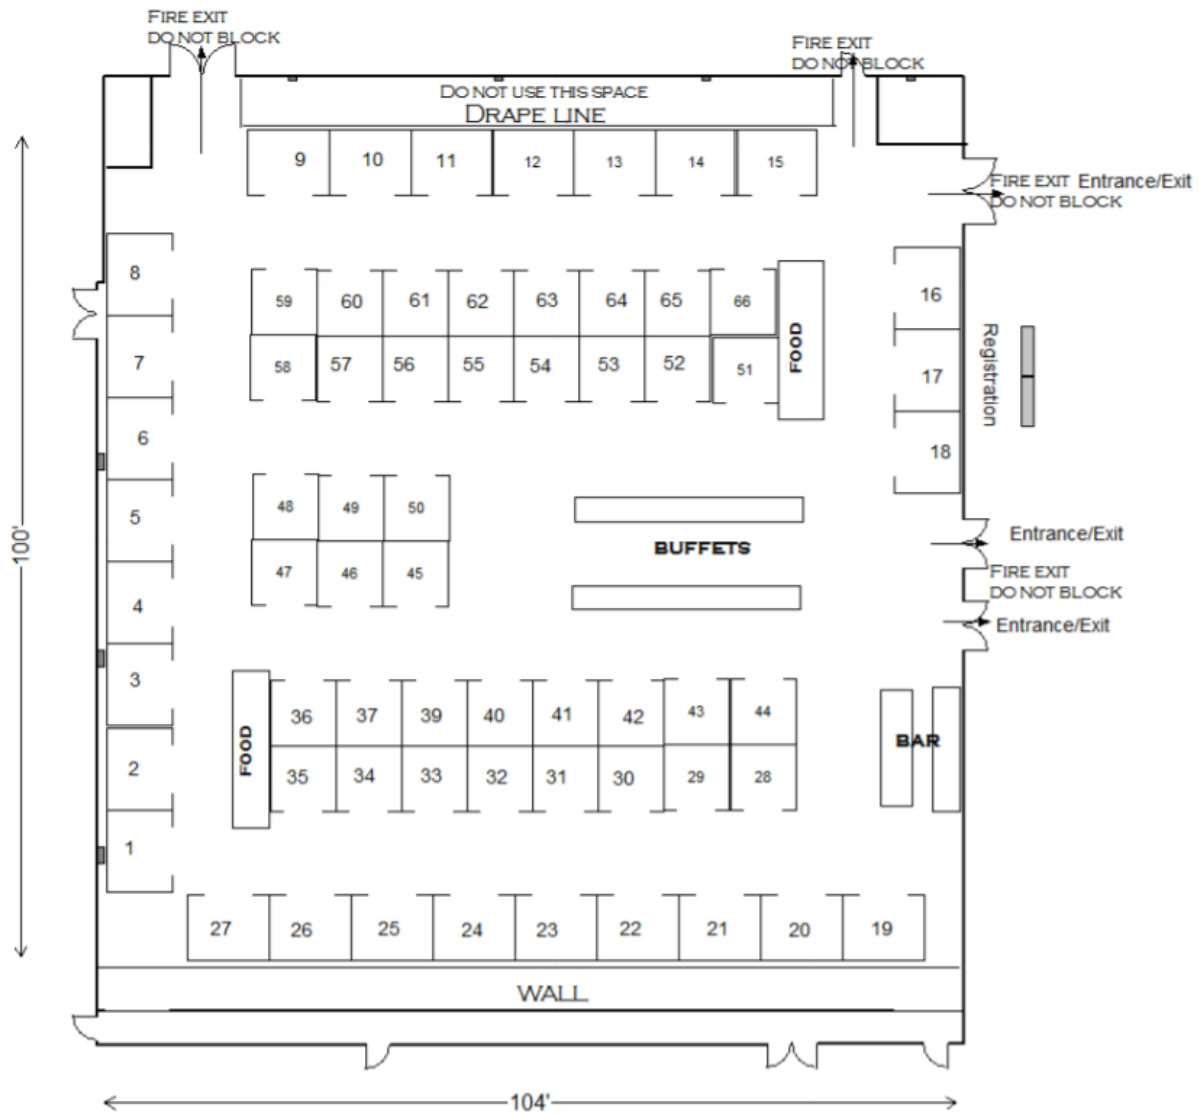 FIRE EXIT
DO NOT BLOCK
FIRE EXIT
DO NOT BLOCK
DO NOT USE THIS SPACE
DRAPE LINE
9 10 11 12 13 14 15
FIRE EXIT Entrance/Exit
DO NOT BLOCK
8
59 60 61 62 63 64 65 66
16
FOOD
Registration
7
58 57 56 55 54 53 52 51
17
6
18
48 49 50
5
100'
Entrance/Exit
BUFFETS
47 46 45
FIRE EXIT
DO NOT BLOCK
4
Entrance/Exit
3
36 37 39 40 41 42 43 44
FOOD
BAR
2
35 34 33 32 31 30 29 28
1
27 26 25 24 23 22 21 20 19
WALL
104'